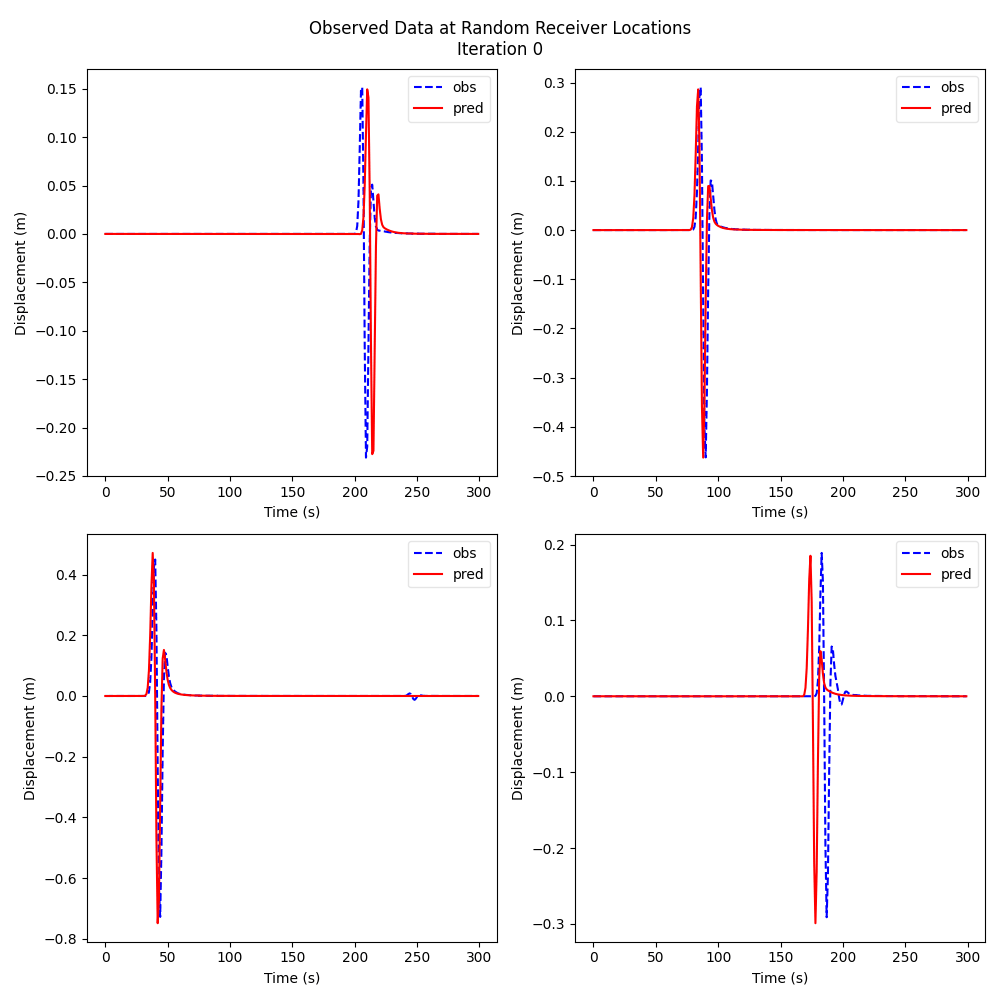 Observed Data at Random Receiver Locations
Iteration 0
obs
pred
0.15
0.10
0.05
0.00
−0.05
−0.10
−0.15
−0.20
−0.25
Displacement (m)
0 50 100 150 200 250 300
Time (s)
obs
pred
0.3
0.2
0.1
0.0
−0.1
−0.2
−0.3
−0.4
−0.5
Displacement (m)
0 50 100 150 200 250 300
Time (s)
obs
pred
0.4
0.2
0.0
−0.2
−0.4
−0.6
−0.8
Displacement (m)
0 50 100 150 200 250 300
Time (s)
obs
pred
0.2
0.1
0.0
−0.1
−0.2
−0.3
Displacement (m)
0 50 100 150 200 250 300
Time (s)